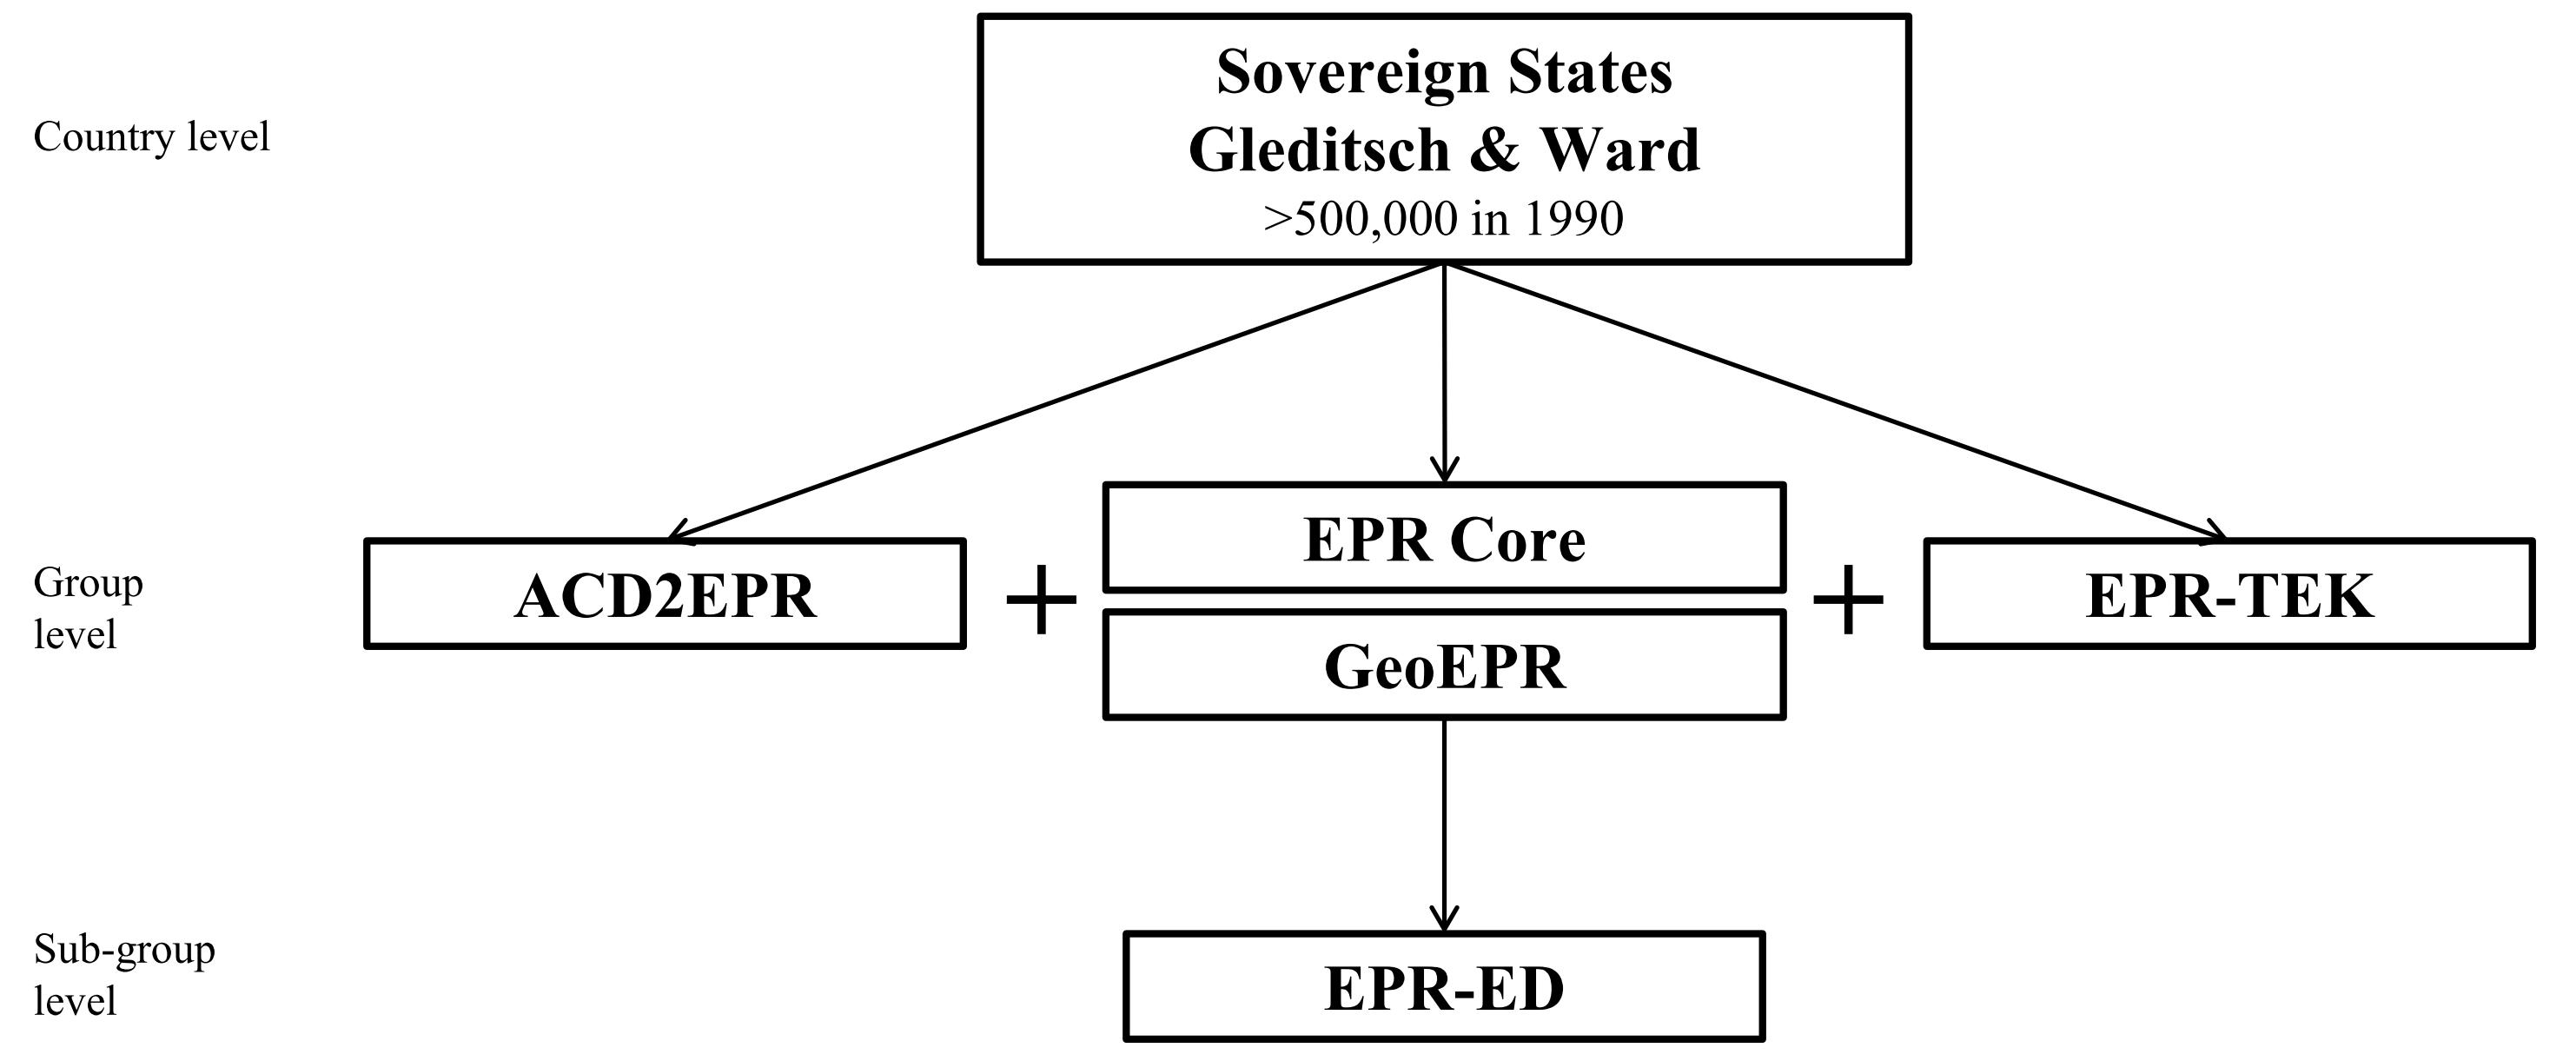 Country level
Sovereign States
Gleditsch & Ward
>500,000 in 1990
Group
level
ACD2EPR
+
EPR Core
GeoEPR
+
EPR-TEK
Sub-group
level
EPR-ED